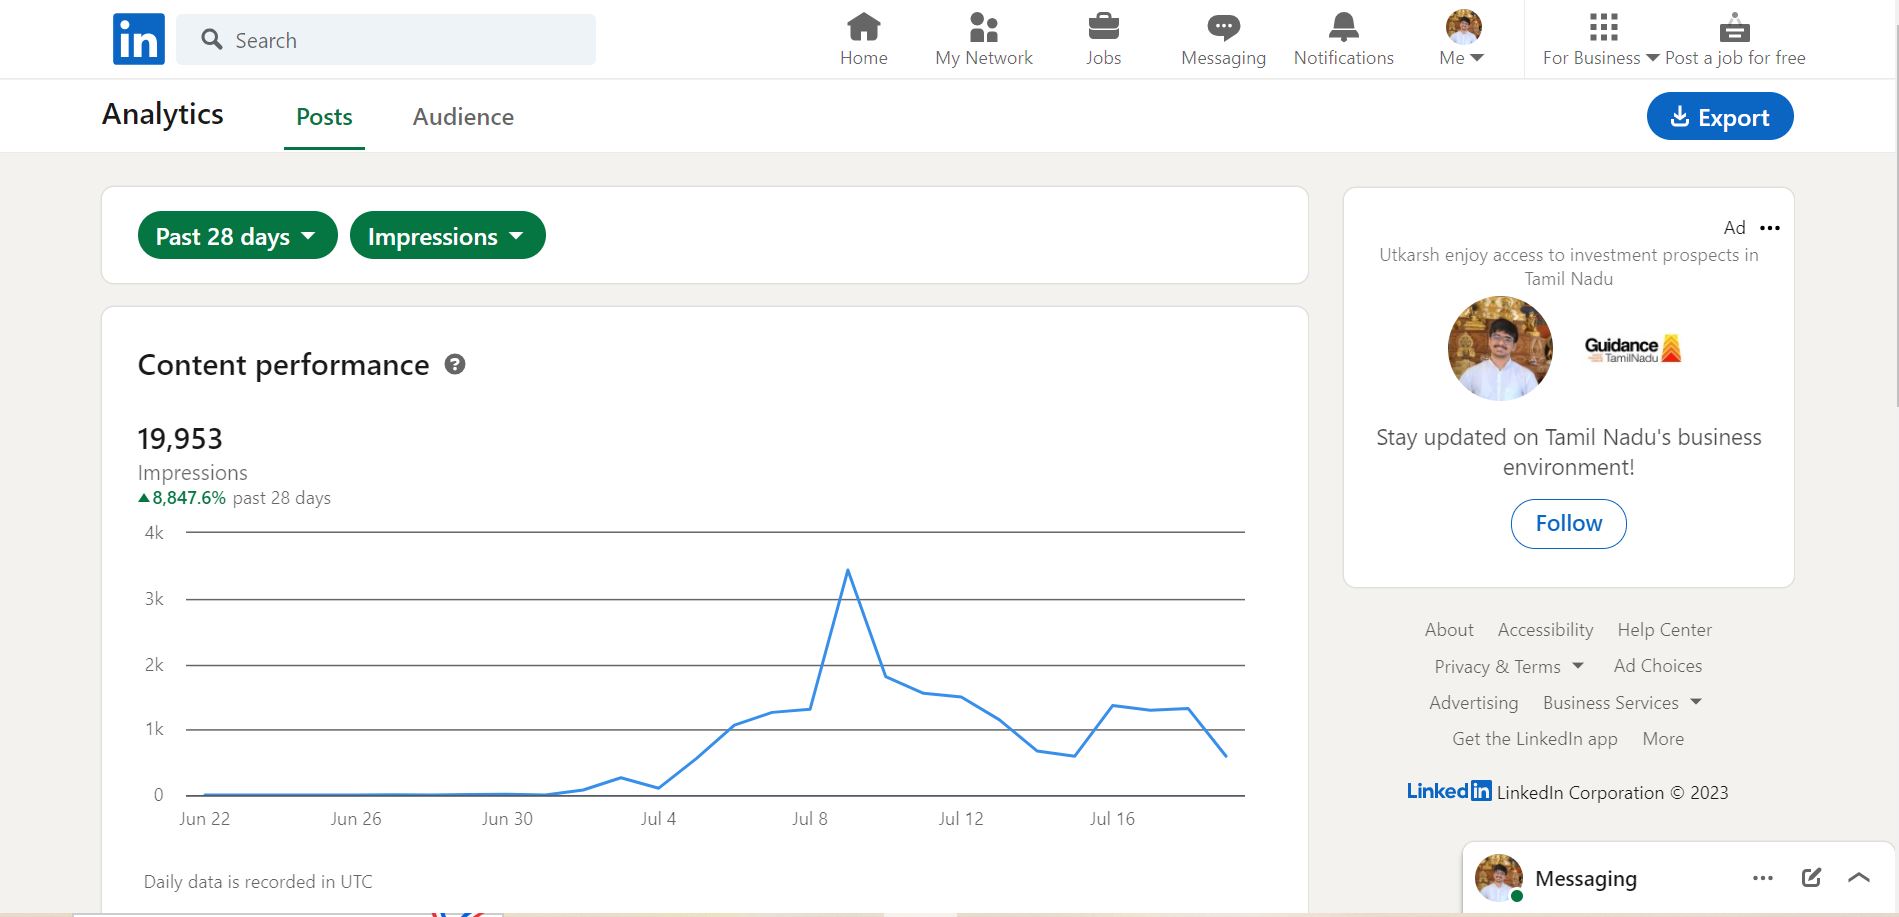 in
Search
Home
My Network
Jobs
Messaging
Notifications
Me
For Business
Post a job for free
Analytics
Posts
Audience
Export
Past 28 days
Impressions
Content performance
?
19,953
Impressions
8,847.6% past 28 days
4k
3k
2k
1k
0
Jun 22
Jun 26
Jun 30
Jul 4
Jul 8
Jul 12
Jul 16
Daily data is recorded in UTC
Ad
Utkarsh enjoy access to investment prospects in
Tamil Nadu
Guidance
TamilNadu
Stay updated on Tamil Nadu's business
environment!
Follow
About Accessibility Help Center
Privacy & Terms Ad Choices
Advertising Business Services
Get the LinkedIn app More
Linked in LinkedIn Corporation © 2023
Messaging